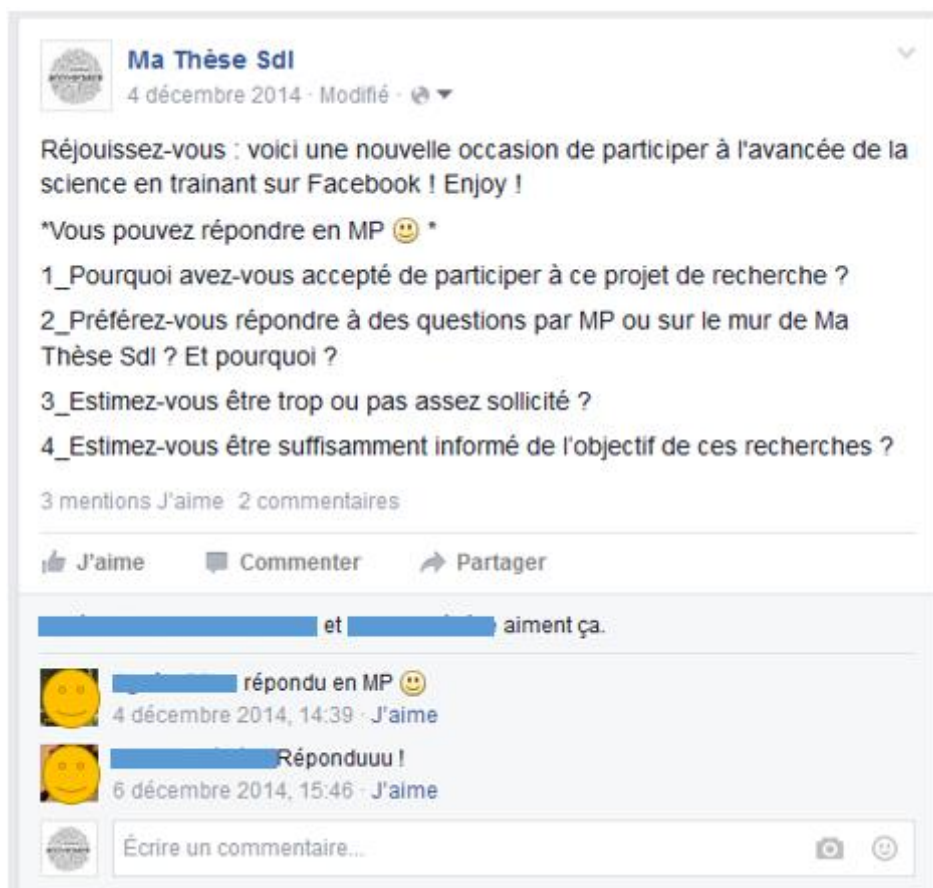 Ma Thèse Sdl
4 décembre 2014 · Modifié ·
Réjouissez-vous : voici une nouvelle occasion de participer à l'avancée de la
science en trainant sur Facebook ! Enjoy !
*Vous pouvez répondre en MP 🙂 *
1_Pourquoi avez-vous accepté de participer à ce projet de recherche ?
2_Préférez-vous répondre à des questions par MP ou sur le mur de Ma
Thèse Sdl ? Et pourquoi ?
3_Estimez-vous être trop ou pas assez sollicité ?
4_Estimez-vous être suffisamment informé de l'objectif de ces recherches ?
3 mentions J'aime 2 commentaires
J'aime Commenter Partager
et aiment ça.
répondu en MP 🙂
4 décembre 2014, 14:39 · J'aime
Réponduuu !
6 décembre 2014, 15:46 · J'aime
Écrire un commentaire...